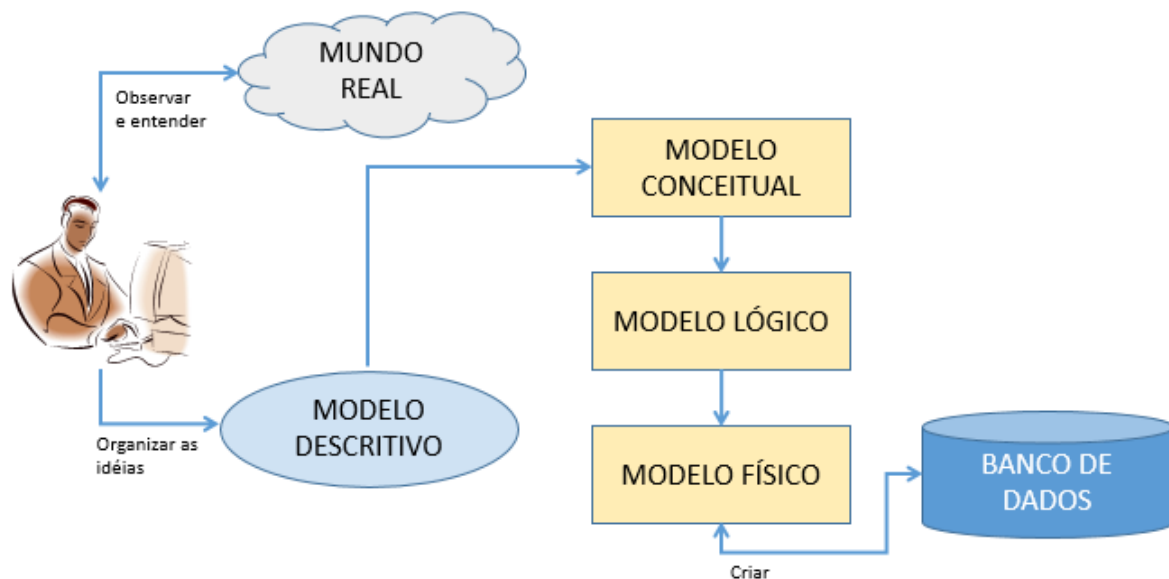 MUNDO
REAL
Observar
e entender
MODELO
CONCEITUAL
MODELO LÓGICO
MODELO
DESCRITIVO
Organizar as
idéias
MODELO FÍSICO
BANCO DE
DADOS
Criar